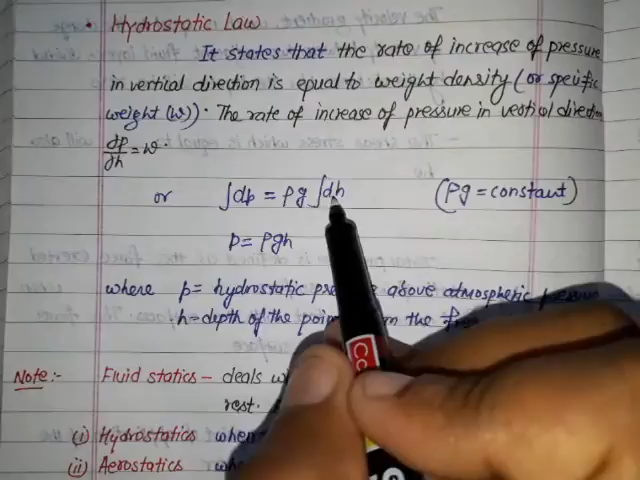 • Hydrostatic Law
It states that the rate of increase of pressure
in vertical direction is equal to weight density (or specific
weight (w)). The rate of increase of pressure in vertical direction
dp/dh = w.
or ∫dp = ρg ∫dh (ρg = constant)
p = ρgh
where p = hydrostatic above atmospheric
h = depth of the the
Note:- Fluid statics - deals
rest.
(i) Hydrostatics when
(ii) Aerostatics